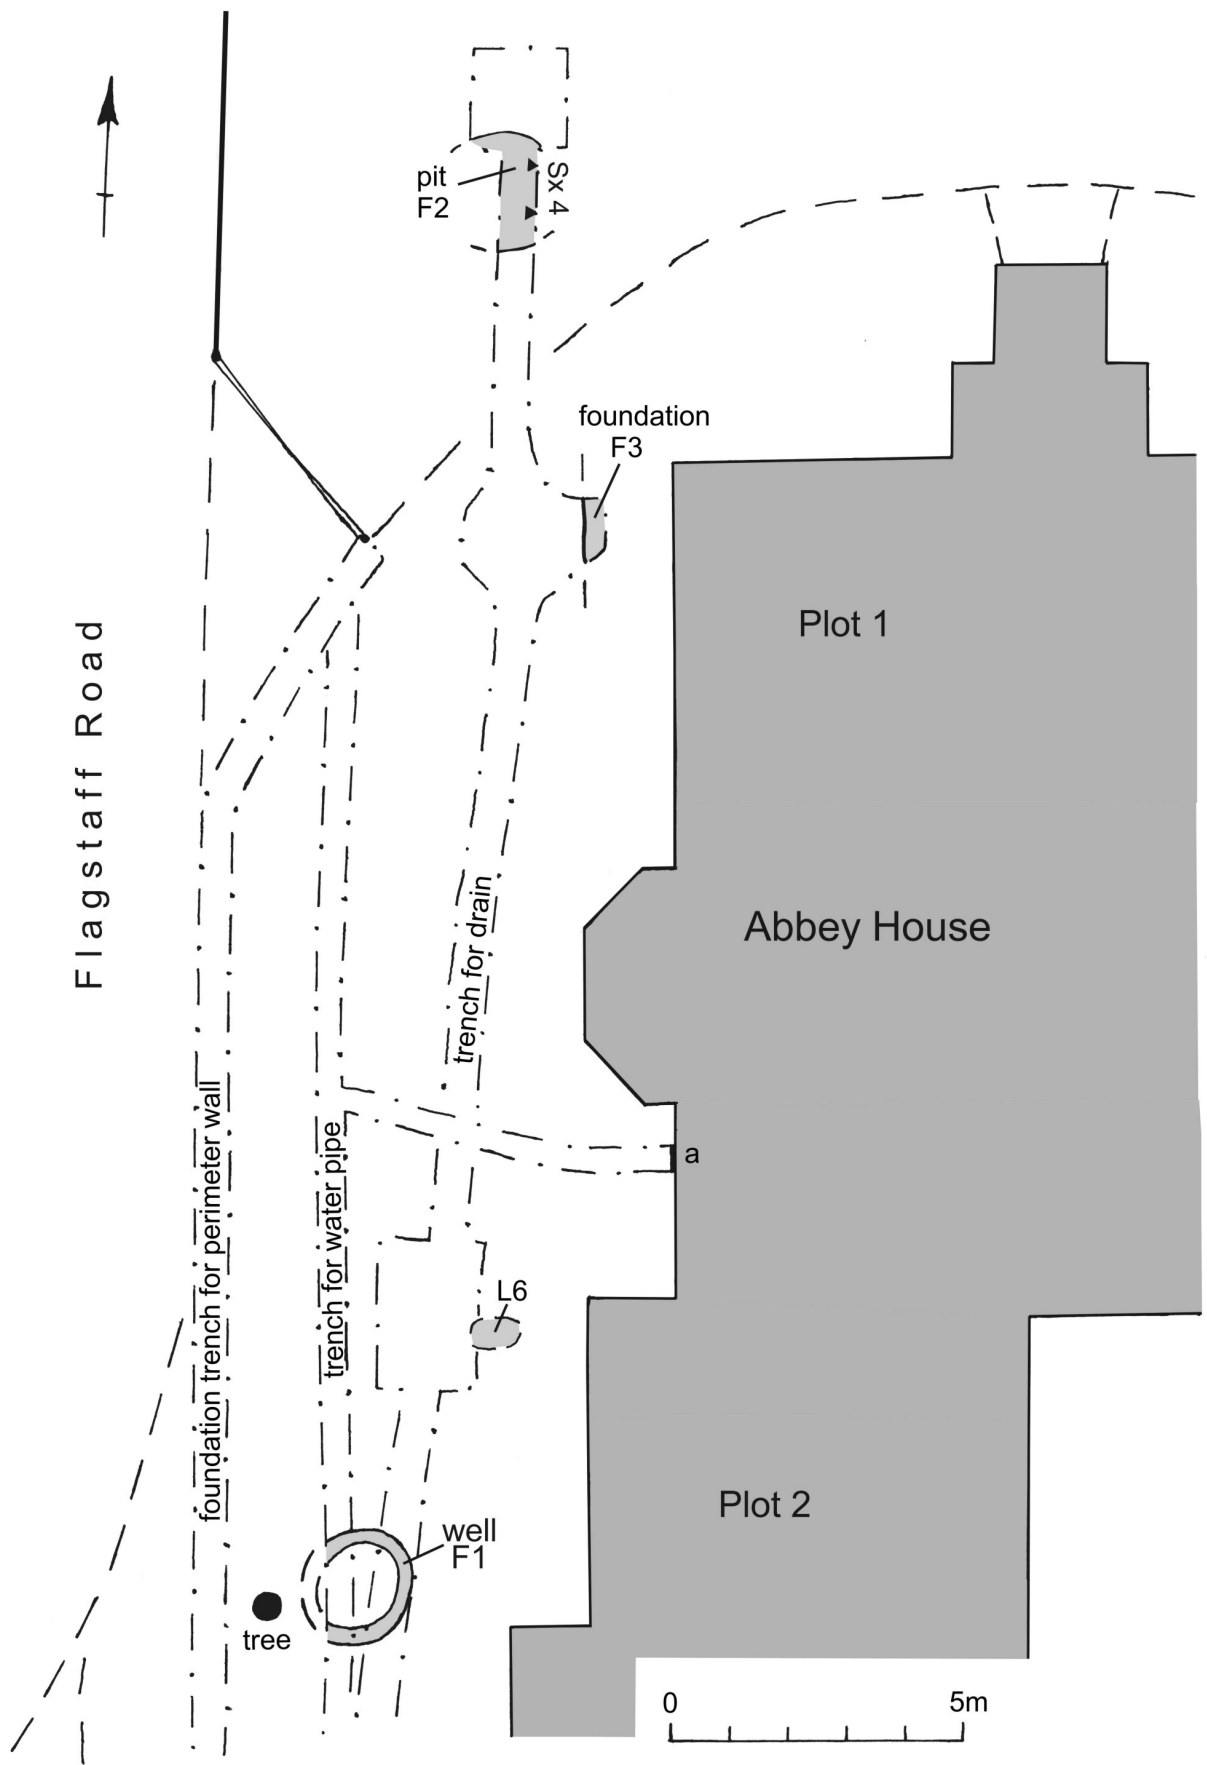 pit
F2
Sx 4
foundation
F3
Plot 1
Flagstaff Road
trench for drain
Abbey House
foundation trench for perimeter wall
trench for water pipe
a
L6
Plot 2
well
F1
tree
0 5m